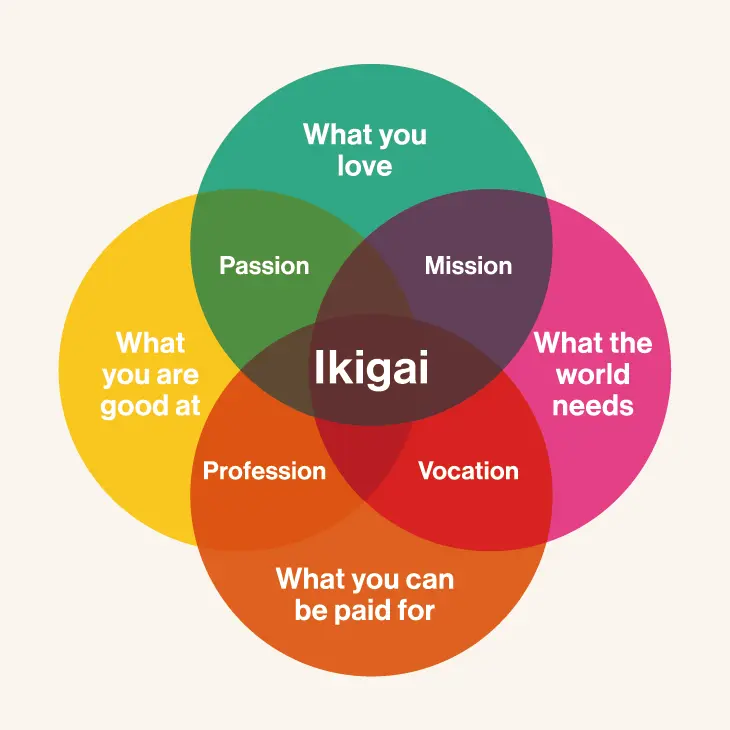 What you
love
Passion
Mission
What
you are
good at
Ikigai
What the
world
needs
Profession
Vocation
What you can
be paid for